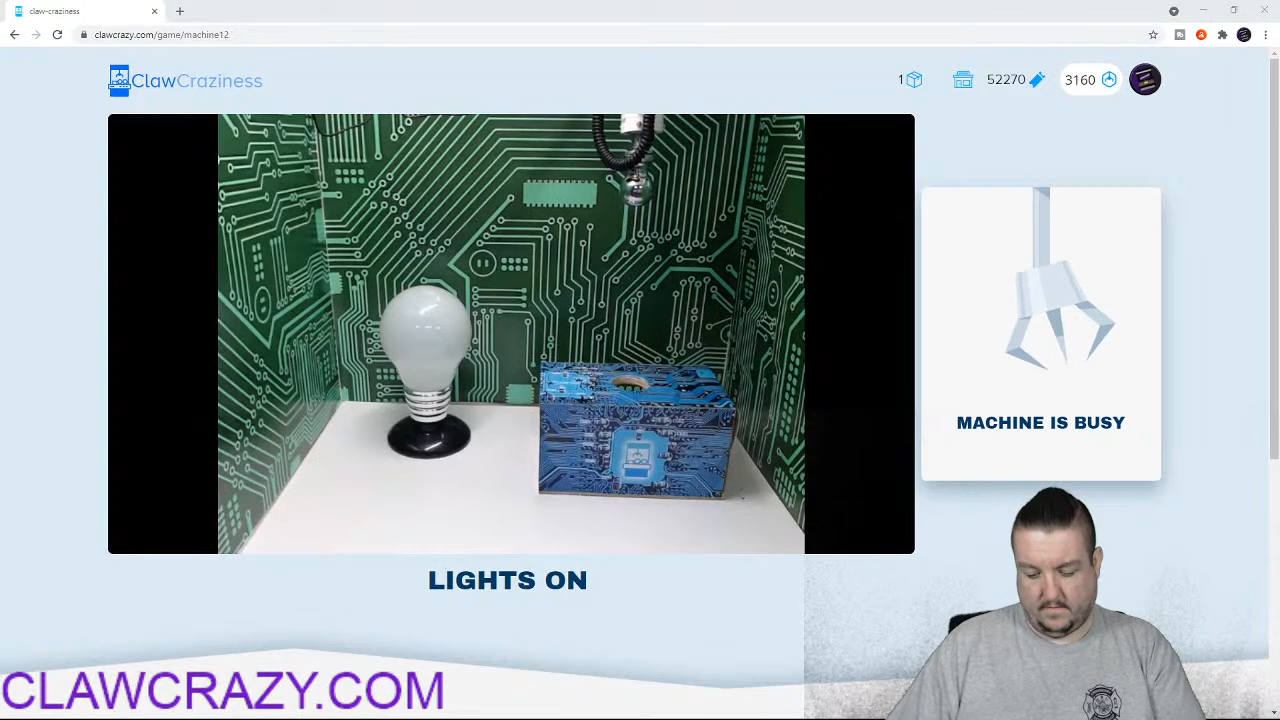 claw-craziness
clawcrazy.com/game/machine12
ClawCraziness
1
52270
3160
MACHINE IS BUSY
LIGHTS ON
CLAWCRAZY.COM